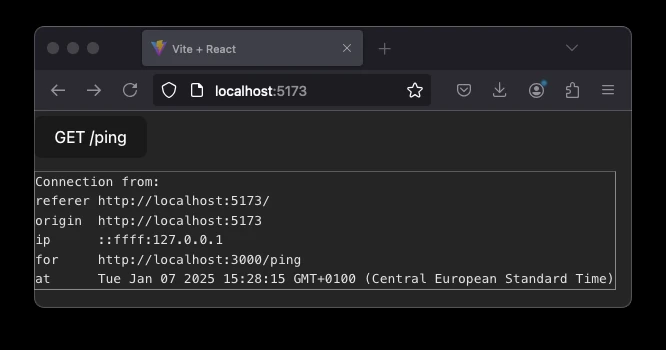 Vite + React
localhost:5173
GET /ping
Connection from:
referer http://localhost:5173/
origin  http://localhost:5173
ip      ::ffff:127.0.0.1
for     http://localhost:3000/ping
at      Tue Jan 07 2025 15:28:15 GMT+0100 (Central European Standard Time)